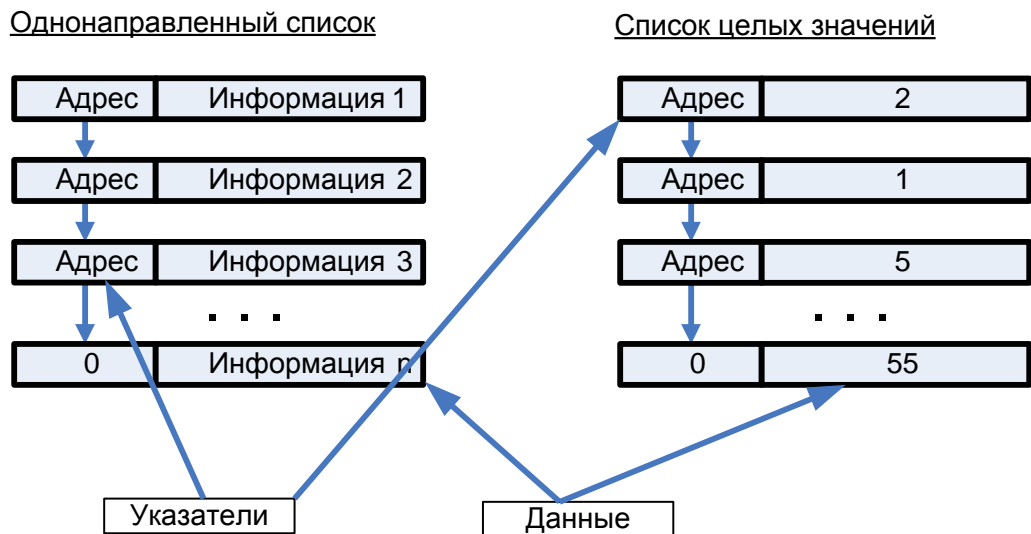 Однонаправленный список
Адрес Информация 1
Адрес Информация 2
Адрес Информация 3
. . .
0 Информация n
Список целых значений
Адрес 2
Адрес 1
Адрес 5
. . .
0 55
Указатели
Данные